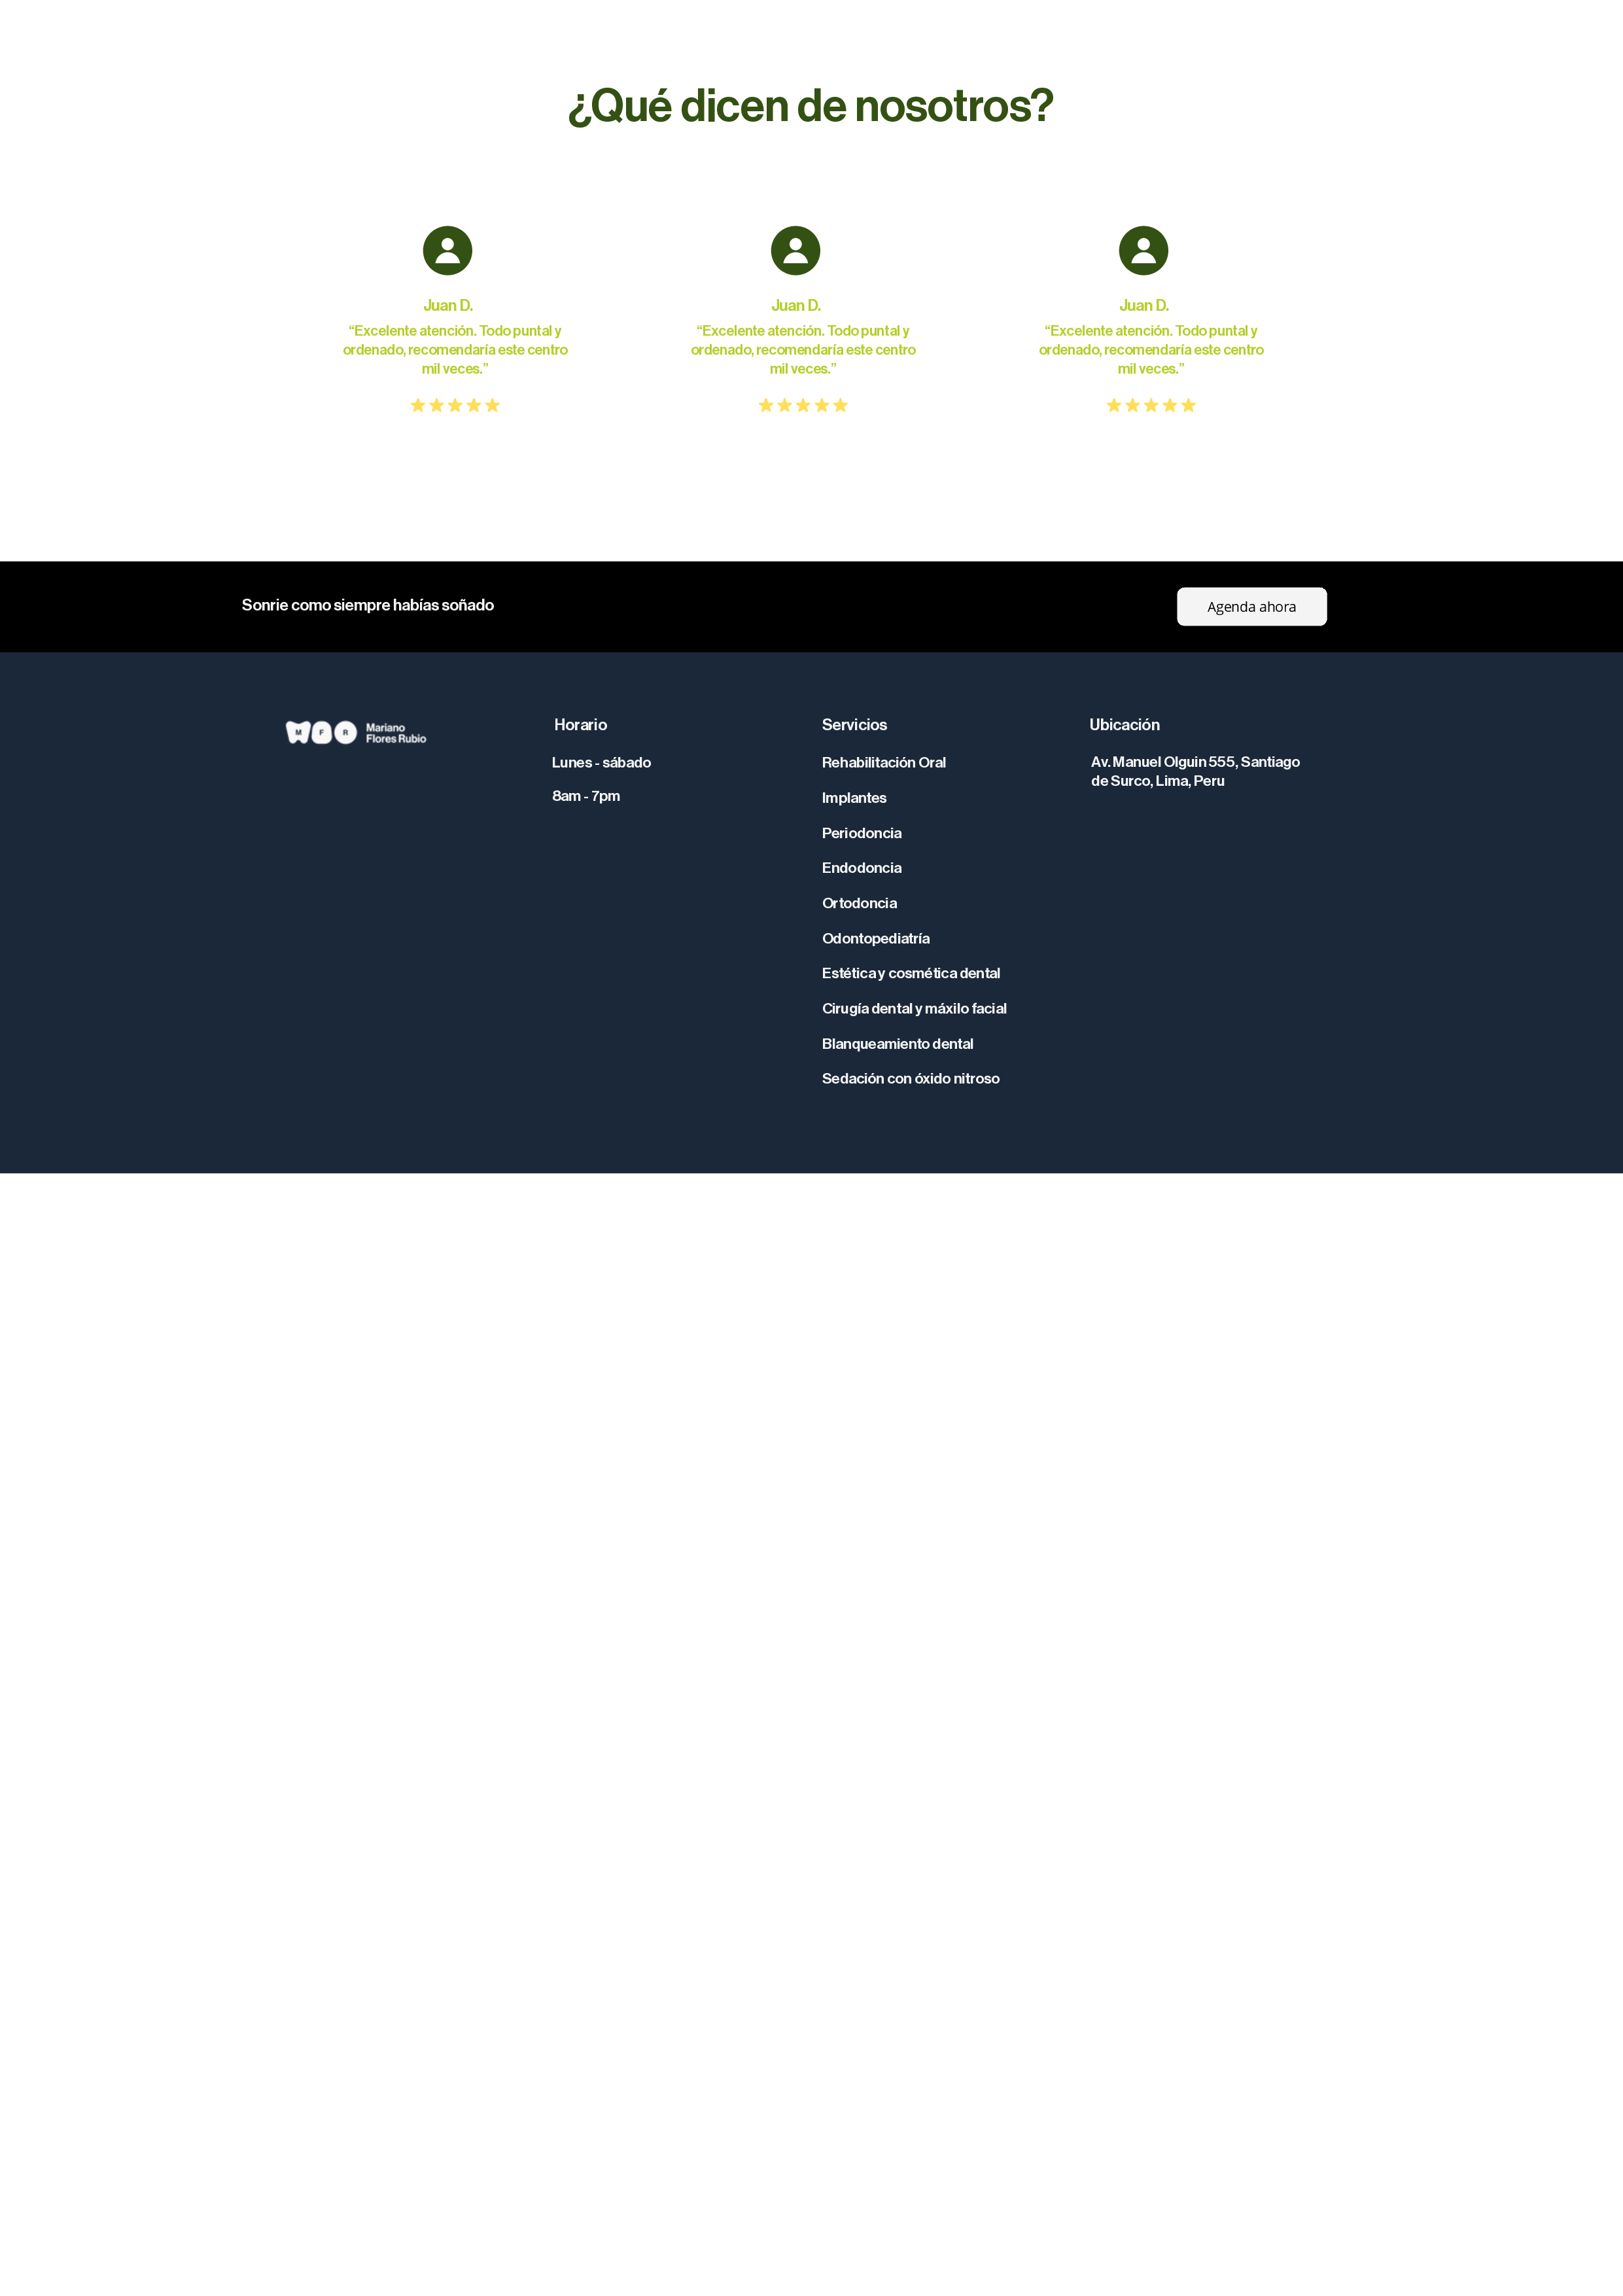 ¿Qué dicen de nosotros?
Juan D.
“Excelente atención. Todo puntal y
ordenado, recomendaría este centro
mil veces.”
Juan D.
“Excelente atención. Todo puntal y
ordenado, recomendaría este centro
mil veces.”
Juan D.
“Excelente atención. Todo puntal y
ordenado, recomendaría este centro
mil veces.”
Sonrie como siempre habías soñado
Agenda ahora
M F R
Mariano
Flores Rubio
Horario
Lunes - sábado
8am - 7pm
Servicios
Rehabilitación Oral
Implantes
Periodoncia
Endodoncia
Ortodoncia
Odontopediatría
Estética y cosmética dental
Cirugía dental y máxilo facial
Blanqueamiento dental
Sedación con óxido nitroso
Ubicación
Av. Manuel Olguin 555, Santiago
de Surco, Lima, Peru